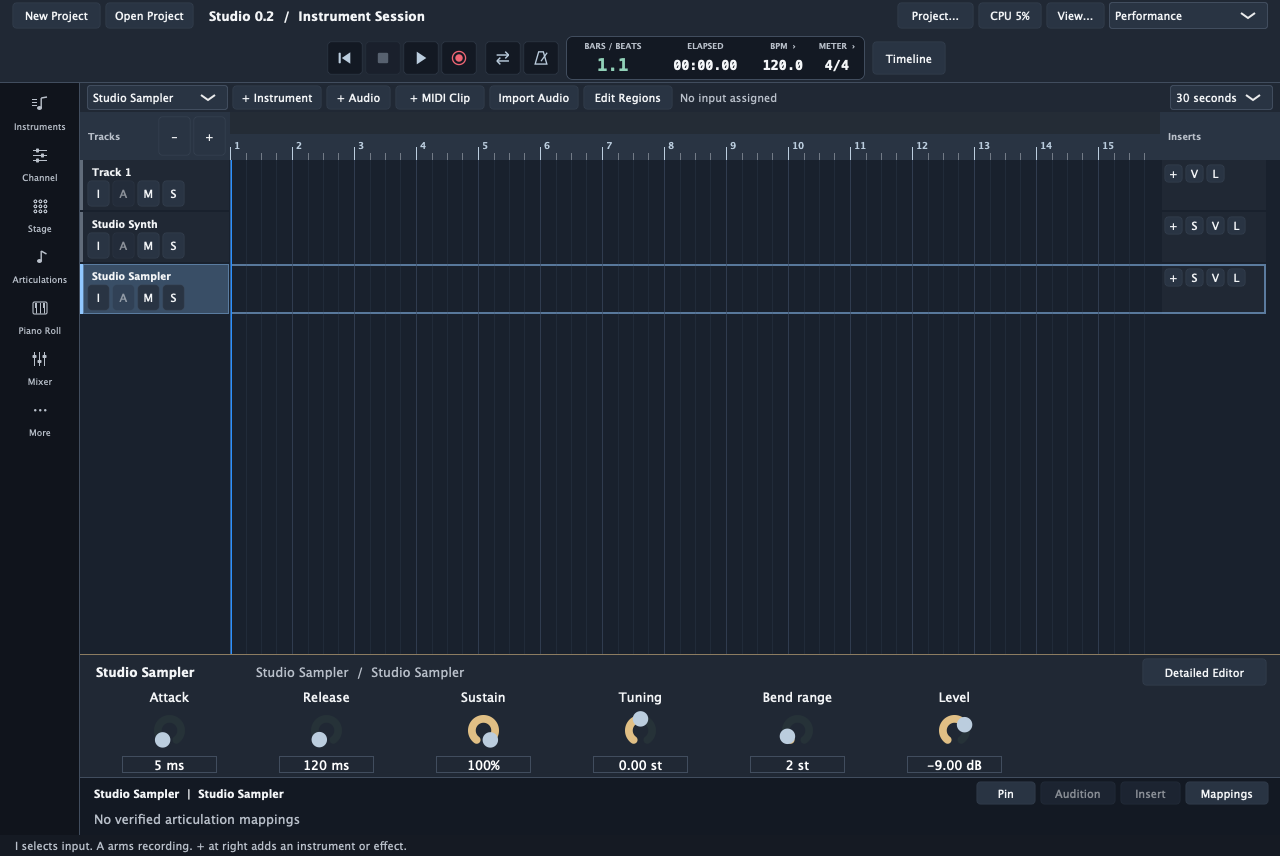 New Project Open Project Studio 0.2 / Instrument Session Project... CPU 5% View... Performance
BARS / BEATS ELAPSED BPM › METER ›
1.1 00:00.00 120.0 4/4 Timeline
Studio Sampler + Instrument + Audio + MIDI Clip Import Audio Edit Regions No input assigned 30 seconds
Instruments
Channel
Stage
Articulations
Piano Roll
Mixer
More
Tracks - + 1 2 3 4 5 6 7 8 9 10 11 12 13 14 15 Inserts
Track 1
I A M S + V L
Studio Synth
I A M S + S V L
Studio Sampler
I A M S + S V L
Studio Sampler Studio Sampler / Studio Sampler Detailed Editor
Attack Release Sustain Tuning Bend range Level
5 ms 120 ms 100% 0.00 st 2 st -9.00 dB
Studio Sampler | Studio Sampler Pin Audition Insert Mappings
No verified articulation mappings
I selects input. A arms recording. + at right adds an instrument or effect.